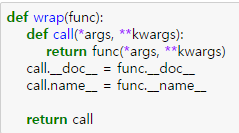 def wrap(func):
    def call(*args, **kwargs):
        return func(*args, **kwargs)
    call.__doc__ = func.__doc__
    call.name__ = func.__name__

    return call